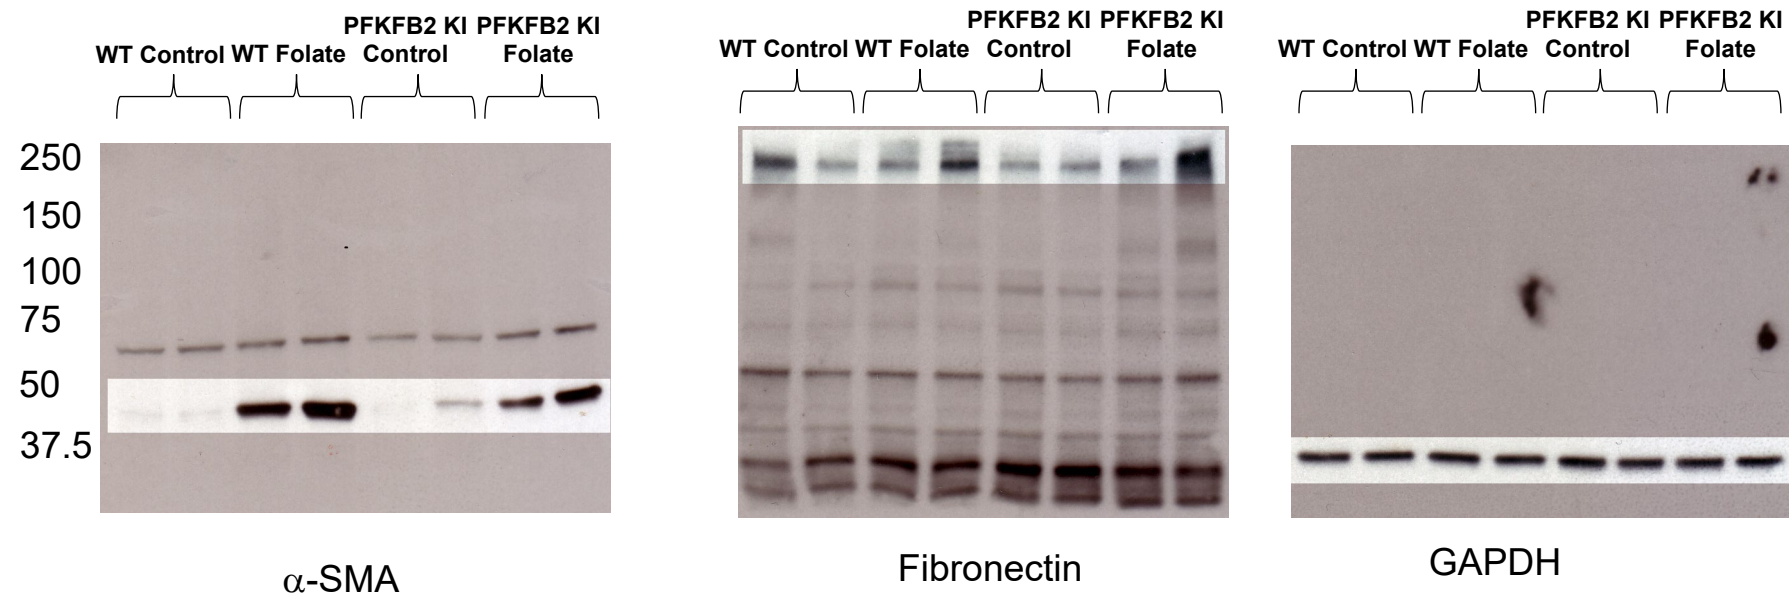 PFKFB2 KI PFKFB2 KI
WT Control WT Folate Control Folate
250
150
100
75
50
37.5
α-SMA
PFKFB2 KI PFKFB2 KI
WT Control WT Folate Control Folate
Fibronectin
PFKFB2 KI PFKFB2 KI
WT Control WT Folate Control Folate
GAPDH